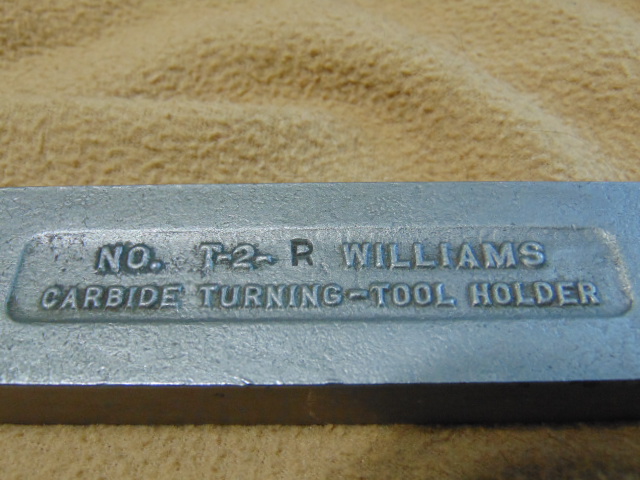 NO. T-2-R WILLIAMS
CARBIDE TURNING-TOOL HOLDER